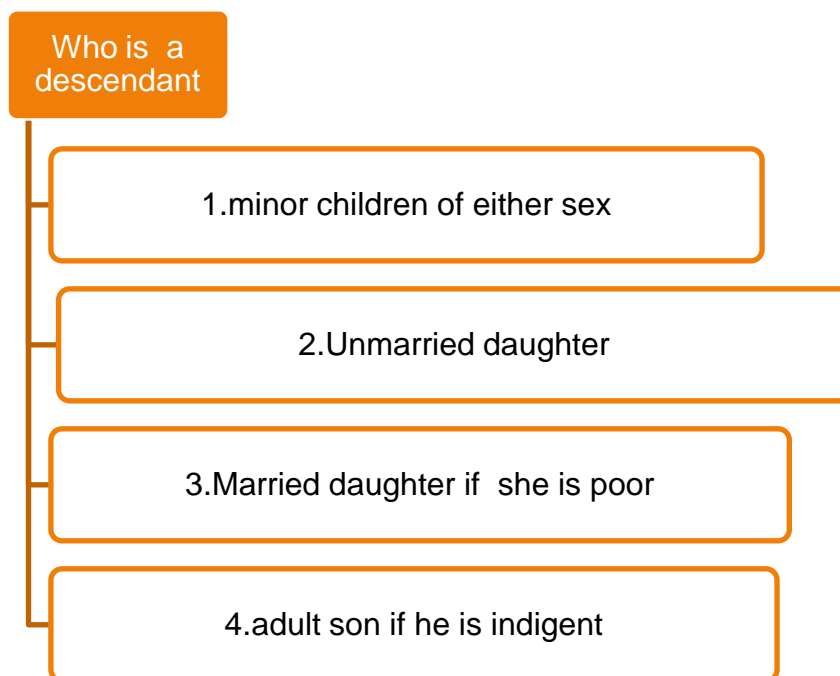 Who is a
descendant
1.minor children of either sex
2.Unmarried daughter
3.Married daughter if she is poor
4.adult son if he is indigent